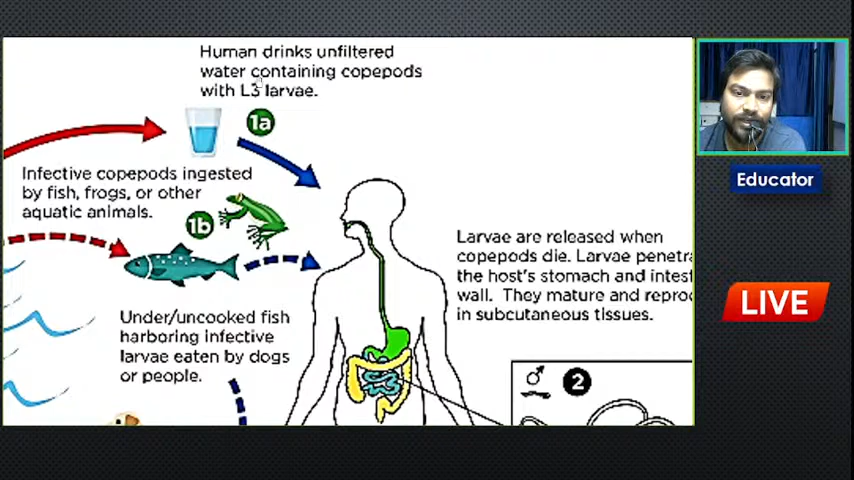 Human drinks unfiltered
water containing copepods
with L3 larvae.
1a
Infective copepods ingested
by fish, frogs, or other
aquatic animals.
1b
Under/uncooked fish
harboring infective
larvae eaten by dogs
or people.
Larvae are released when
copepods die. Larvae penetra
the host's stomach and intest
wall. They mature and reproc
in subcutaneous tissues.
2
Educator
LIVE